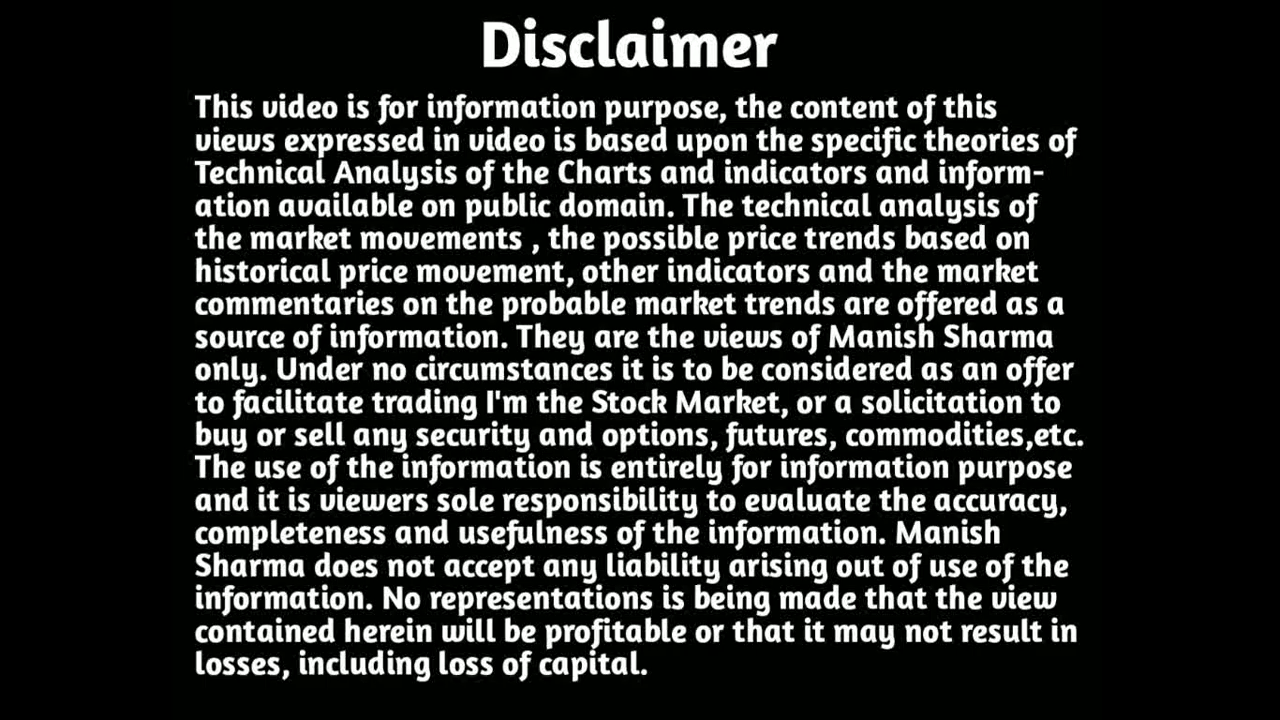 Disclaimer
This video is for information purpose, the content of this
views expressed in video is based upon the specific theories of
Technical Analysis of the Charts and indicators and inform-
ation available on public domain. The technical analysis of
the market movements , the possible price trends based on
historical price movement, other indicators and the market
commentaries on the probable market trends are offered as a
source of information. They are the views of Manish Sharma
only. Under no circumstances it is to be considered as an offer
to facilitate trading I'm the Stock Market, or a solicitation to
buy or sell any security and options, futures, commodities,etc.
The use of the information is entirely for information purpose
and it is viewers sole responsibility to evaluate the accuracy,
completeness and usefulness of the information. Manish
Sharma does not accept any liability arising out of use of the
information. No representations is being made that the view
contained herein will be profitable or that it may not result in
losses, including loss of capital.